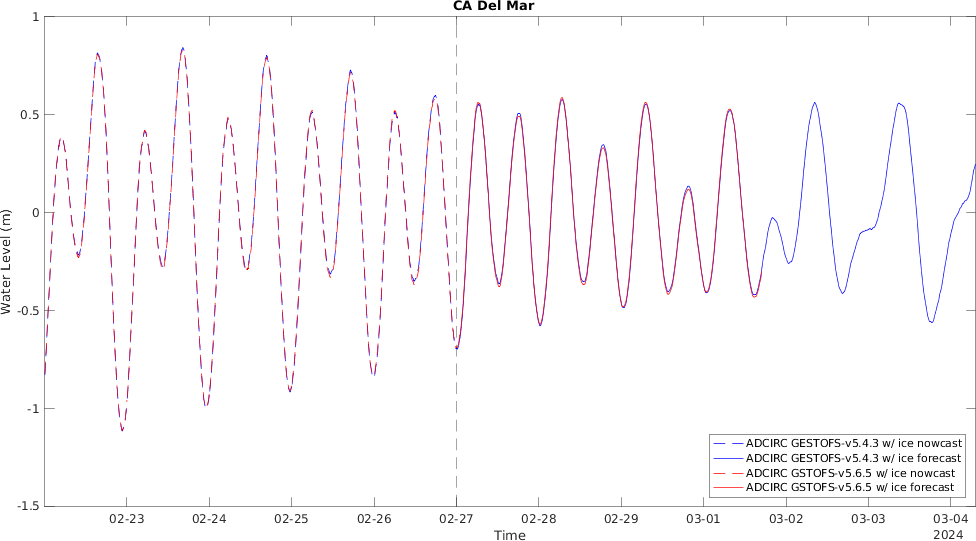 CA Del Mar
1
0.5
0
-0.5
-1
-1.5
Water Level (m)
02-23 02-24 02-25 02-26 02-27 02-28 02-29 03-01 03-02 03-03 03-04
2024
Time
ADCIRC GESTOFS-v5.4.3 w/ ice nowcast
ADCIRC GESTOFS-v5.4.3 w/ ice forecast
ADCIRC GSTOFS-v5.6.5 w/ ice nowcast
ADCIRC GSTOFS-v5.6.5 w/ ice forecast